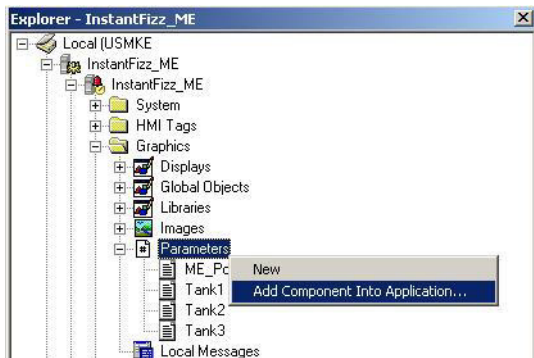 Explorer - InstantFizz_ME
Local (USMKE
InstantFizz_ME
InstantFizz_ME
System
HMI Tags
Graphics
Displays
Global Objects
Libraries
Images
Parameters
ME_Po
New
Tank1
Add Component Into Application...
Tank2
Tank3
Local Messages